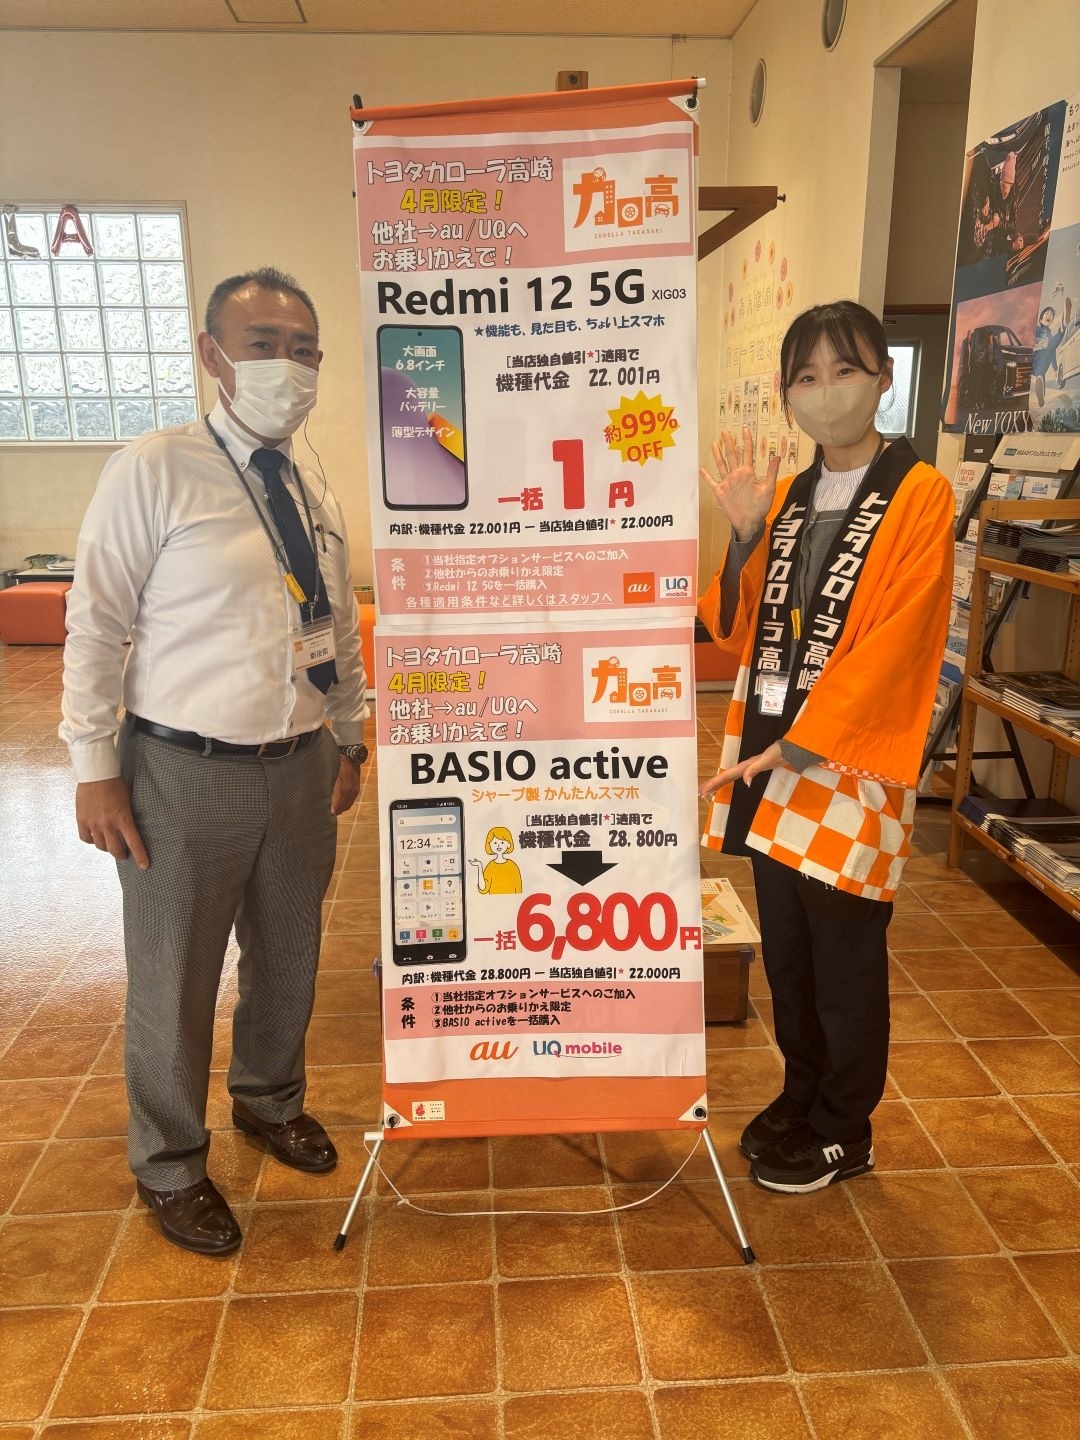 トヨタカローラ高崎
4月限定！
他社→au/UQへ
お乗りかえで！
カロ高
COROLLA TAKASAKI
Redmi 12 5G XIG03
★機能も、見た目も、ちょい上スマホ
大画面
6.8インチ
大容量
バッテリー
薄型デザイン
[当店独自値引★]適用で
機種代金 22,001円
約99%
OFF
一括1円
内訳：機種代金 22,001円 － 当店独自値引★ 22,000円
条件
①当社指定オプションサービスへのご加入
②他社からのお乗りかえ限定
③Redmi 12 5Gを一括購入
各種適用条件など詳しくはスタッフへ
au
UQ
mobile
トヨタカローラ高崎
4月限定！
他社→au/UQへ
お乗りかえで！
カロ高
COROLLA TAKASAKI
BASIO active
シャープ製 かんたんスマホ
12:34
[当店独自値引★]適用で
機種代金 28,800円
一括6,800円
内訳：機種代金 28,800円 － 当店独自値引★ 22,000円
条件
①当社指定オプションサービスへのご加入
②他社からのお乗りかえ限定
③BASIO activeを一括購入
au UQ mobile
トヨタカローラ高崎
トヨタカローラ高崎
New VOXY
LA